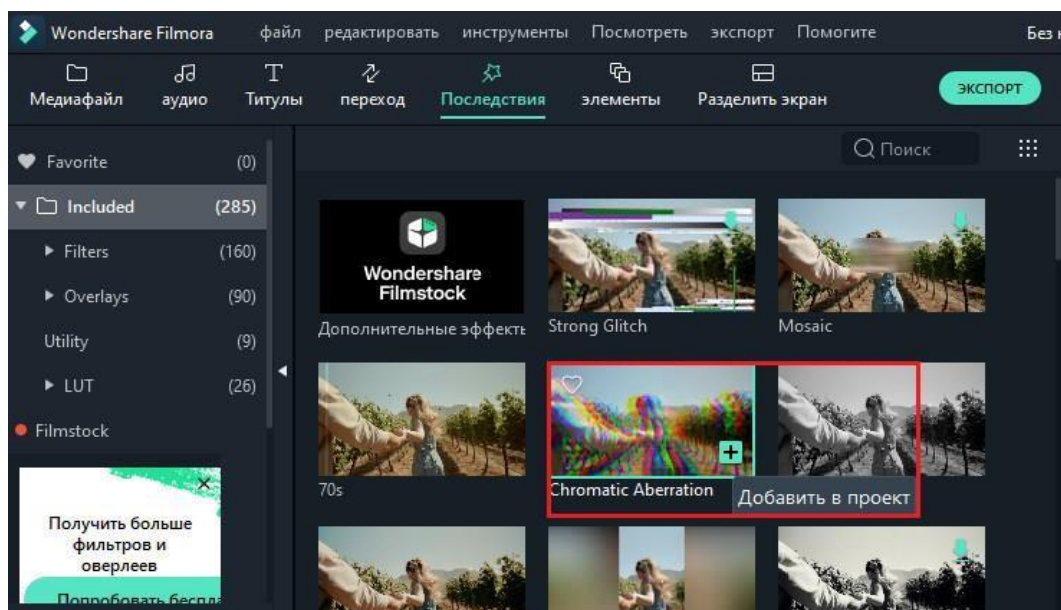 Wondershare Filmora файл редактировать инструменты Посмотреть экспорт Помогите Без
Медиафайл аудио Титулы переход Последствия элементы Разделить экран ЭКСПОРТ
Поиск
Favorite (0)
Included (285)
Filters (160)
Overlays (90)
Utility (9)
LUT (26)
Filmstock
Получить больше
фильтров и
оверлеев
Попробовать
Wondershare
Filmstock
Дополнительные эффекты
Strong Glitch
Mosaic
70s
Chromatic Aberration
Добавить в проект